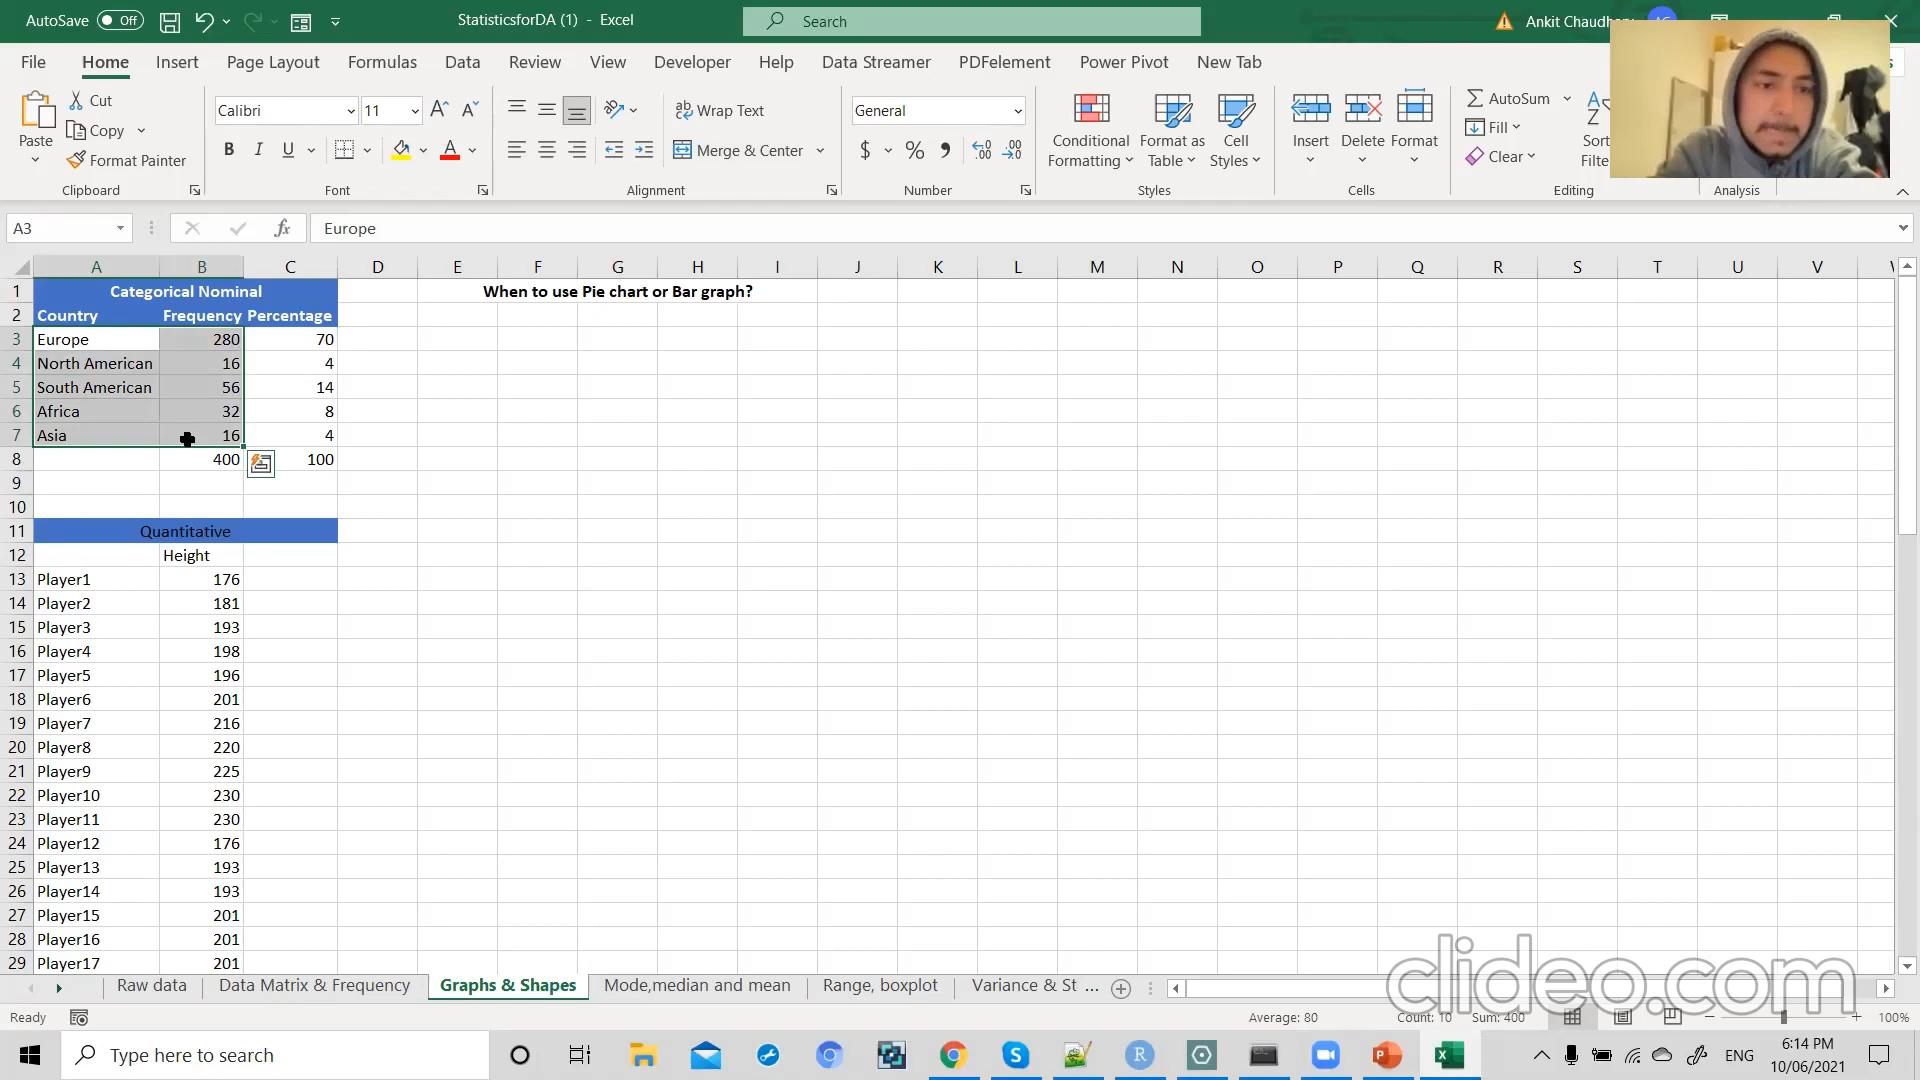 AutoSave Off StatisticsforDA (1) - Excel Search Ankit Chaudhary
File Home Insert Page Layout Formulas Data Review View Developer Help Data Streamer PDFelement Power Pivot New Tab
Paste Cut Copy Format Painter
Calibri 11
B I U A
ab Wrap Text
Merge & Center
General
$ % , .00
Conditional Formatting Format as Table Cell Styles
Insert Delete Format
AutoSum Fill Clear Sort Filter
Clipboard Font Alignment Number Styles Cells Editing Analysis
A3 fx Europe
A B C D E F G H I J K L M N O P Q R S T U V
1 Categorical Nominal When to use Pie chart or Bar graph?
2 Country Frequency Percentage
3 Europe 280 70
4 North American 16 4
5 South American 56 14
6 Africa 32 8
7 Asia 16 4
8 400 100
9
10
11 Quantitative
12 Height
13 Player1 176
14 Player2 181
15 Player3 193
16 Player4 198
17 Player5 196
18 Player6 201
19 Player7 216
20 Player8 220
21 Player9 225
22 Player10 230
23 Player11 230
24 Player12 176
25 Player13 193
26 Player14 193
27 Player15 201
28 Player16 201
29 Player17 201
clideo.com
Raw data Data Matrix & Frequency Graphs & Shapes Mode,median and mean Range, boxplot Variance & St ...
Ready Average: 80 Count: 10 Sum: 400 100%
Type here to search ENG 6:14 PM
10/06/2021